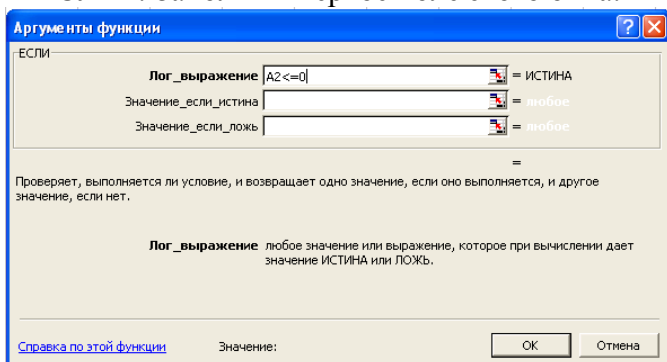 Аргументы функции
ЕСЛИ
Лог_выражение A2<=0 = ИСТИНА
Значение_если_истина = любое
Значение_если_ложь = любое
=
Проверяет, выполняется ли условие, и возвращает одно значение, если оно выполняется, и другое
значение, если нет.
Лог_выражение любое значение или выражение, которое при вычислении дает
значение ИСТИНА или ЛОЖЬ.
Справка по этой функции Значение: ОК Отмена